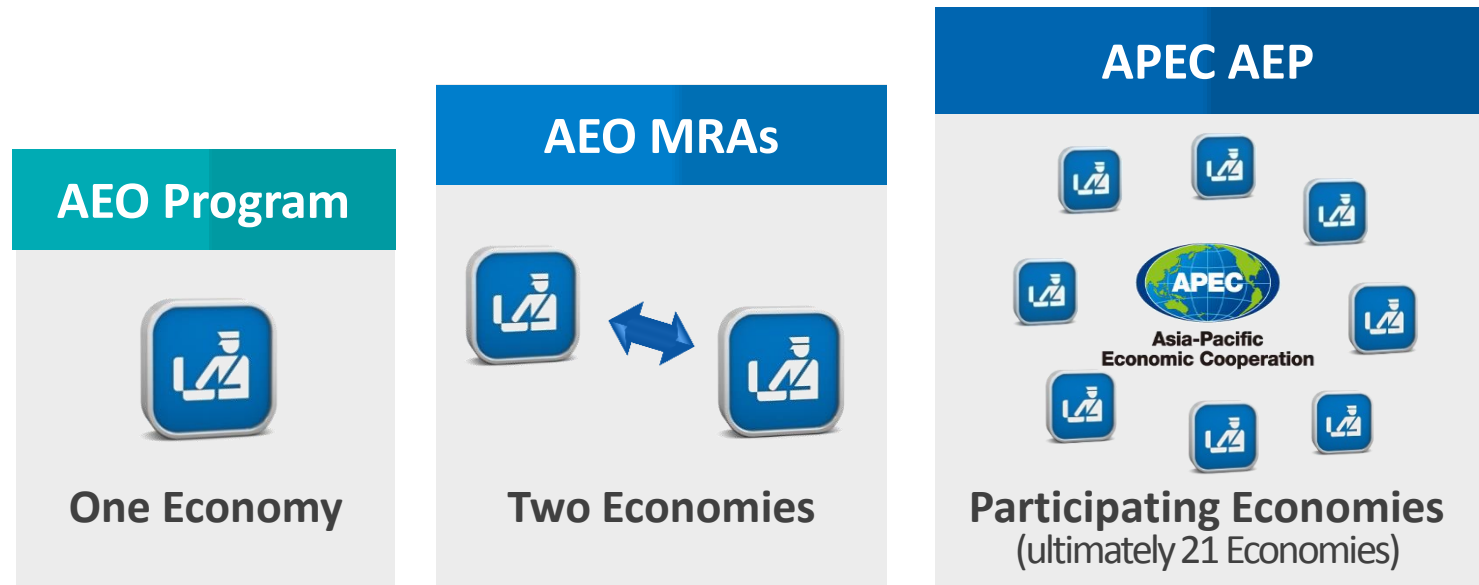 AEO Program
One Economy
AEO MRAs
Two Economies
APEC AEP
APEC
Asia-Pacific
Economic Cooperation
Participating Economies
(ultimately 21 Economies)